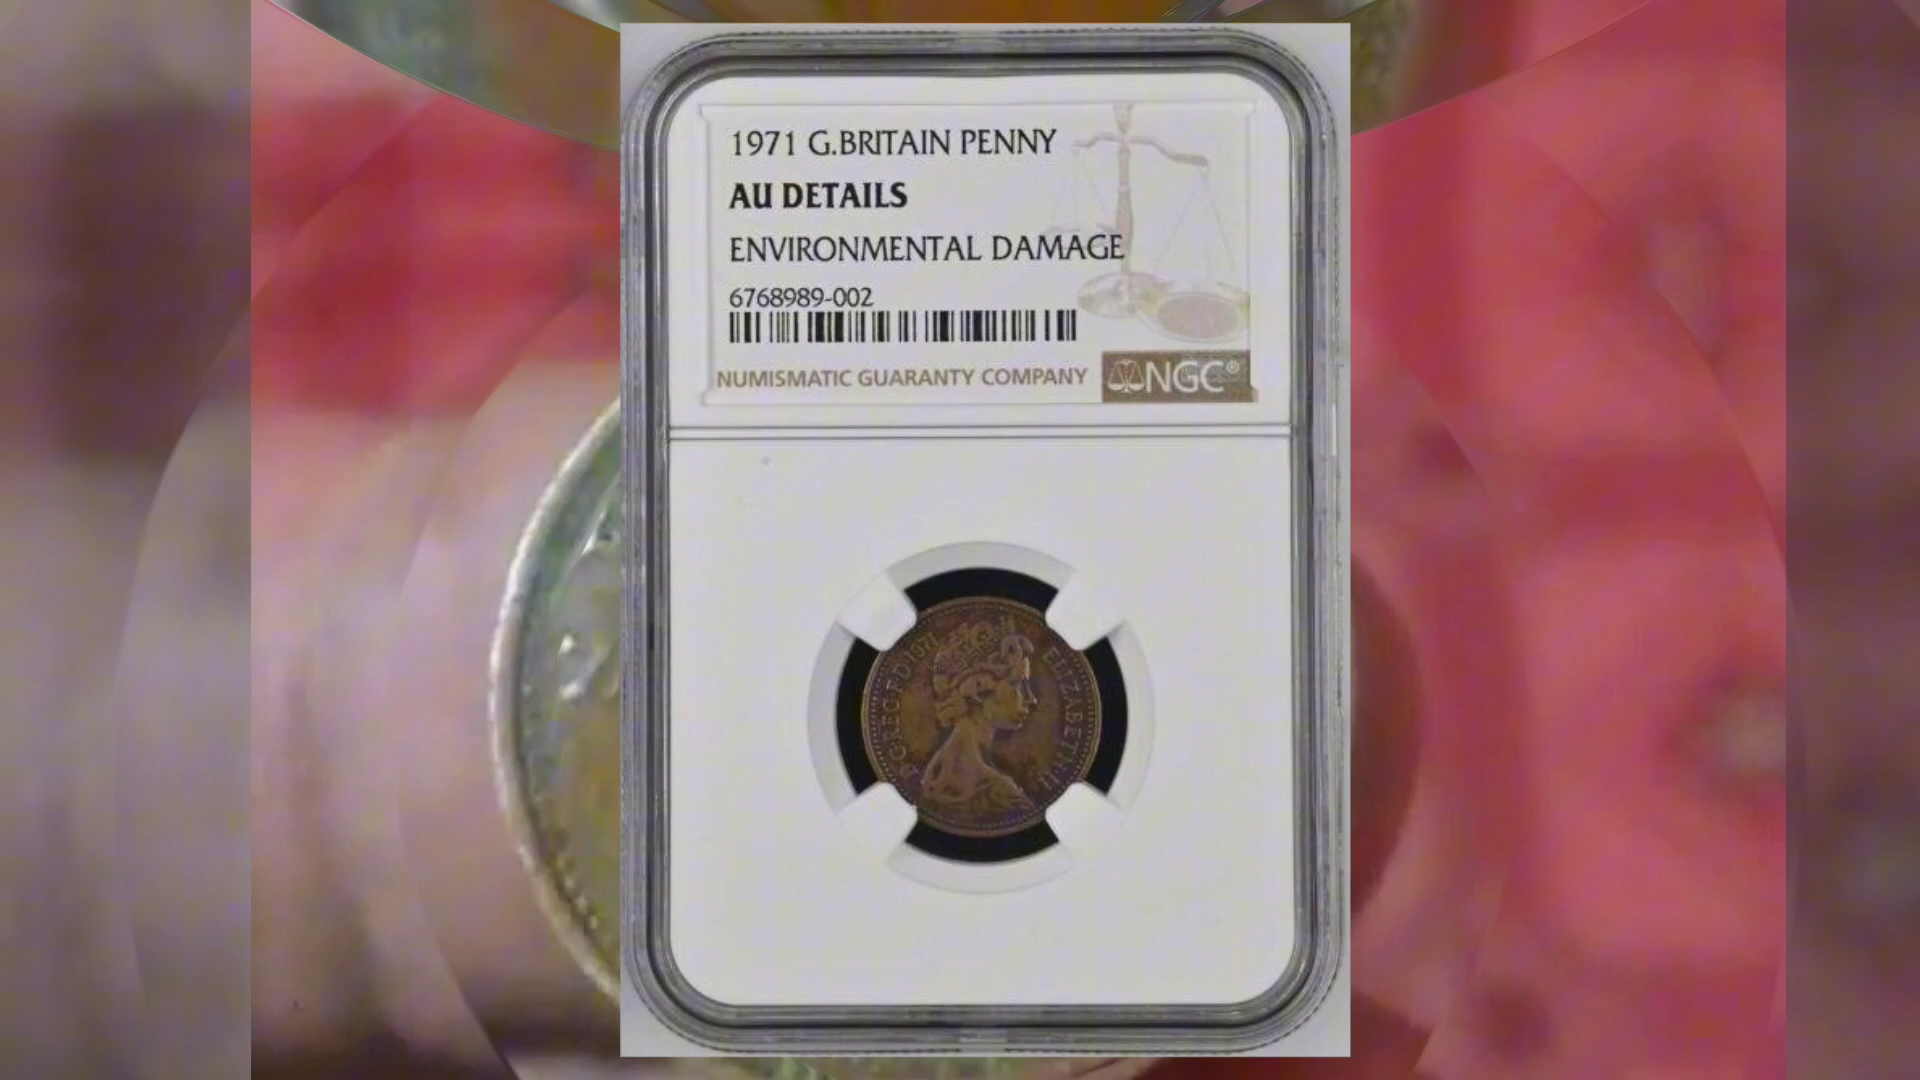 1971 G.BRITAIN PENNY
AU DETAILS
ENVIRONMENTAL DAMAGE
6768989-002
NUMISMATIC GUARANTY COMPANY NGC®
D·G·REG·F·D·1971 ELIZABETH·II